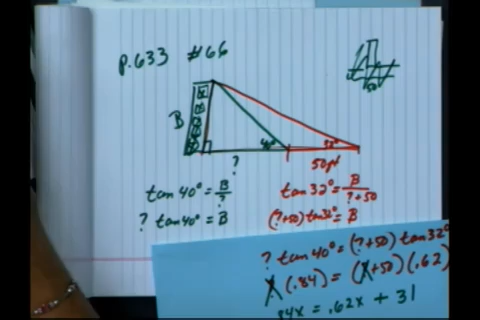 p.633 #66
50
B
40° 32°
?
50ft
tan 40° = B/?
? tan 40° = B
tan 32° = B/?+50
(?+50) tan 32° = B
? tan 40° = (?+50) tan 32°
X (.84) = (X+50)(.62)
.84x = .62x + 31